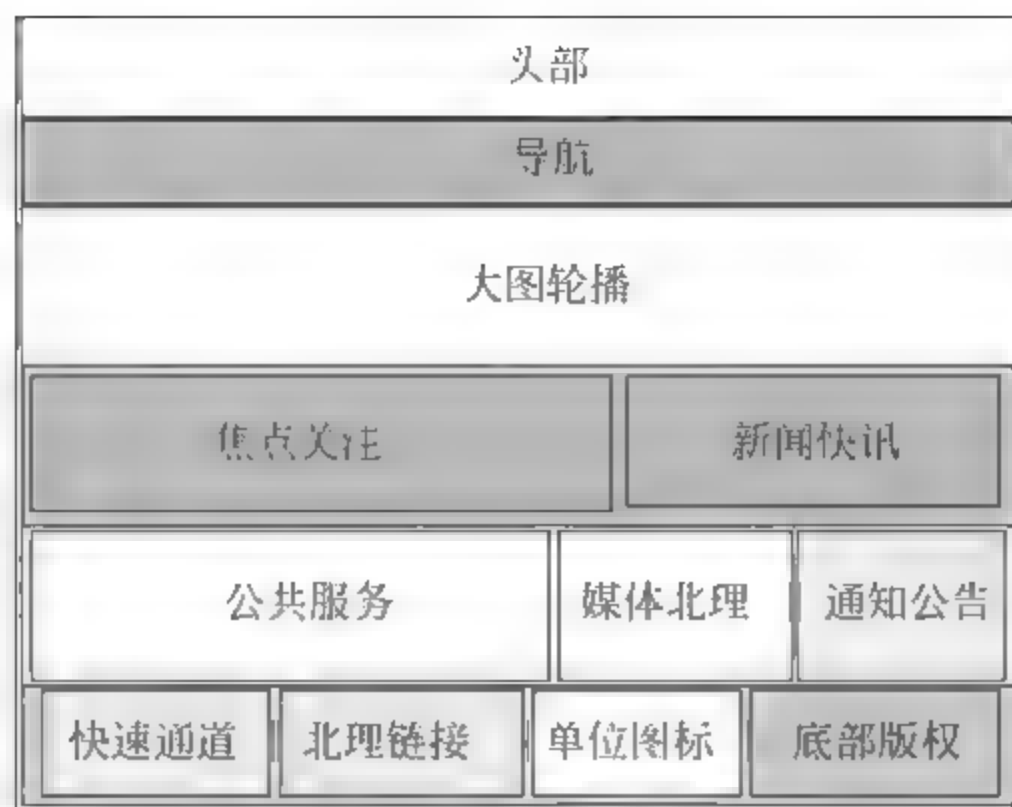 头部
导航
大图轮播
焦点关注 新闻快讯
公共服务 媒体北理 通知公告
快速通道 北理链接 单位图标 底部版权